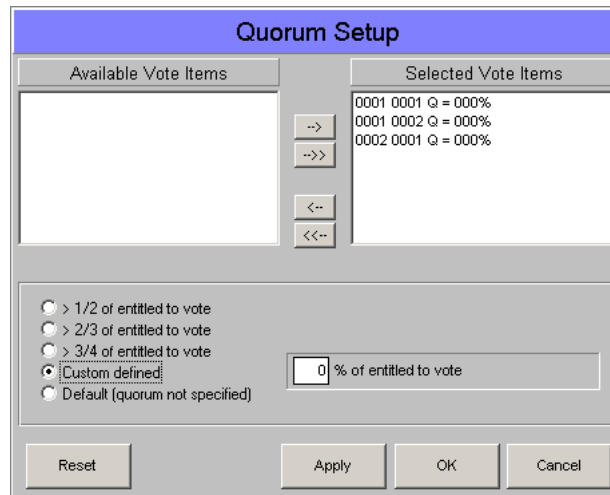 Quorum Setup
Available Vote Items
Selected Vote Items
0001 0001 Q = 000%
0001 0002 Q = 000%
0002 0001 Q = 000%
-->
-->>
<--
<<--
> 1/2 of entitled to vote
> 2/3 of entitled to vote
> 3/4 of entitled to vote
Custom defined
0 % of entitled to vote
Default (quorum not specified)
Reset
Apply
OK
Cancel